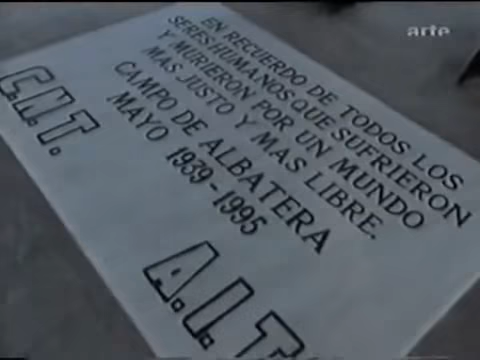 arte
EN RECUERDO DE TODOS LOS
SERES HUMANOS QUE SUFRIERON
Y MURIERON POR UN MUNDO
MAS JUSTO Y MAS LIBRE.
CAMPO DE ALBATERA
MAYO 1939-1995
C.N.T.
A.I.T.